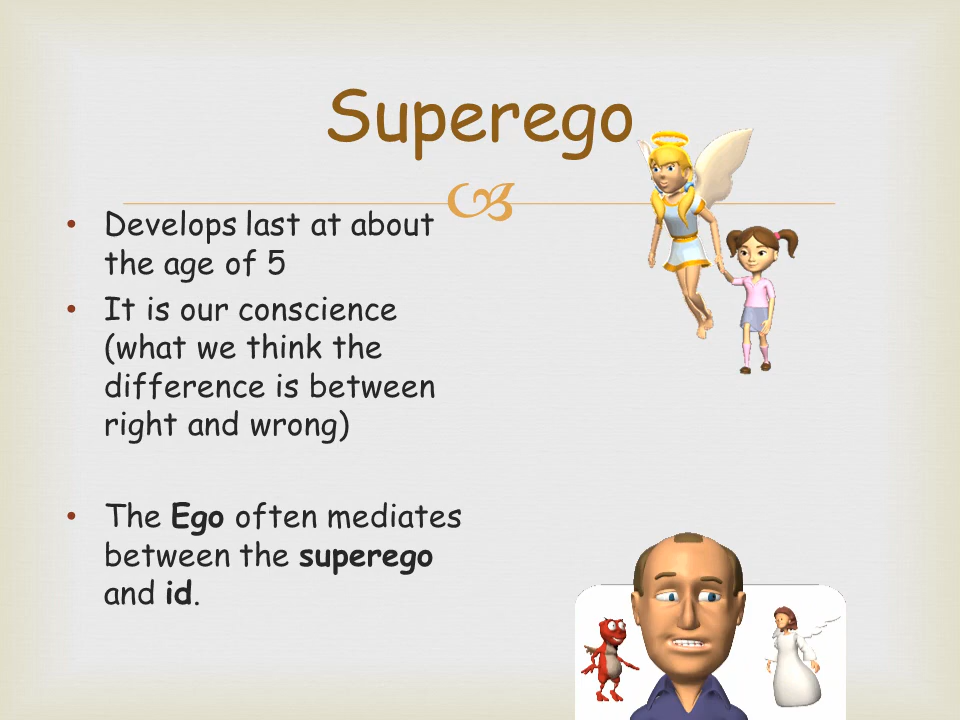 Superego
• Develops last at about
the age of 5
• It is our conscience
(what we think the
difference is between
right and wrong)
• The Ego often mediates
between the superego
and id.